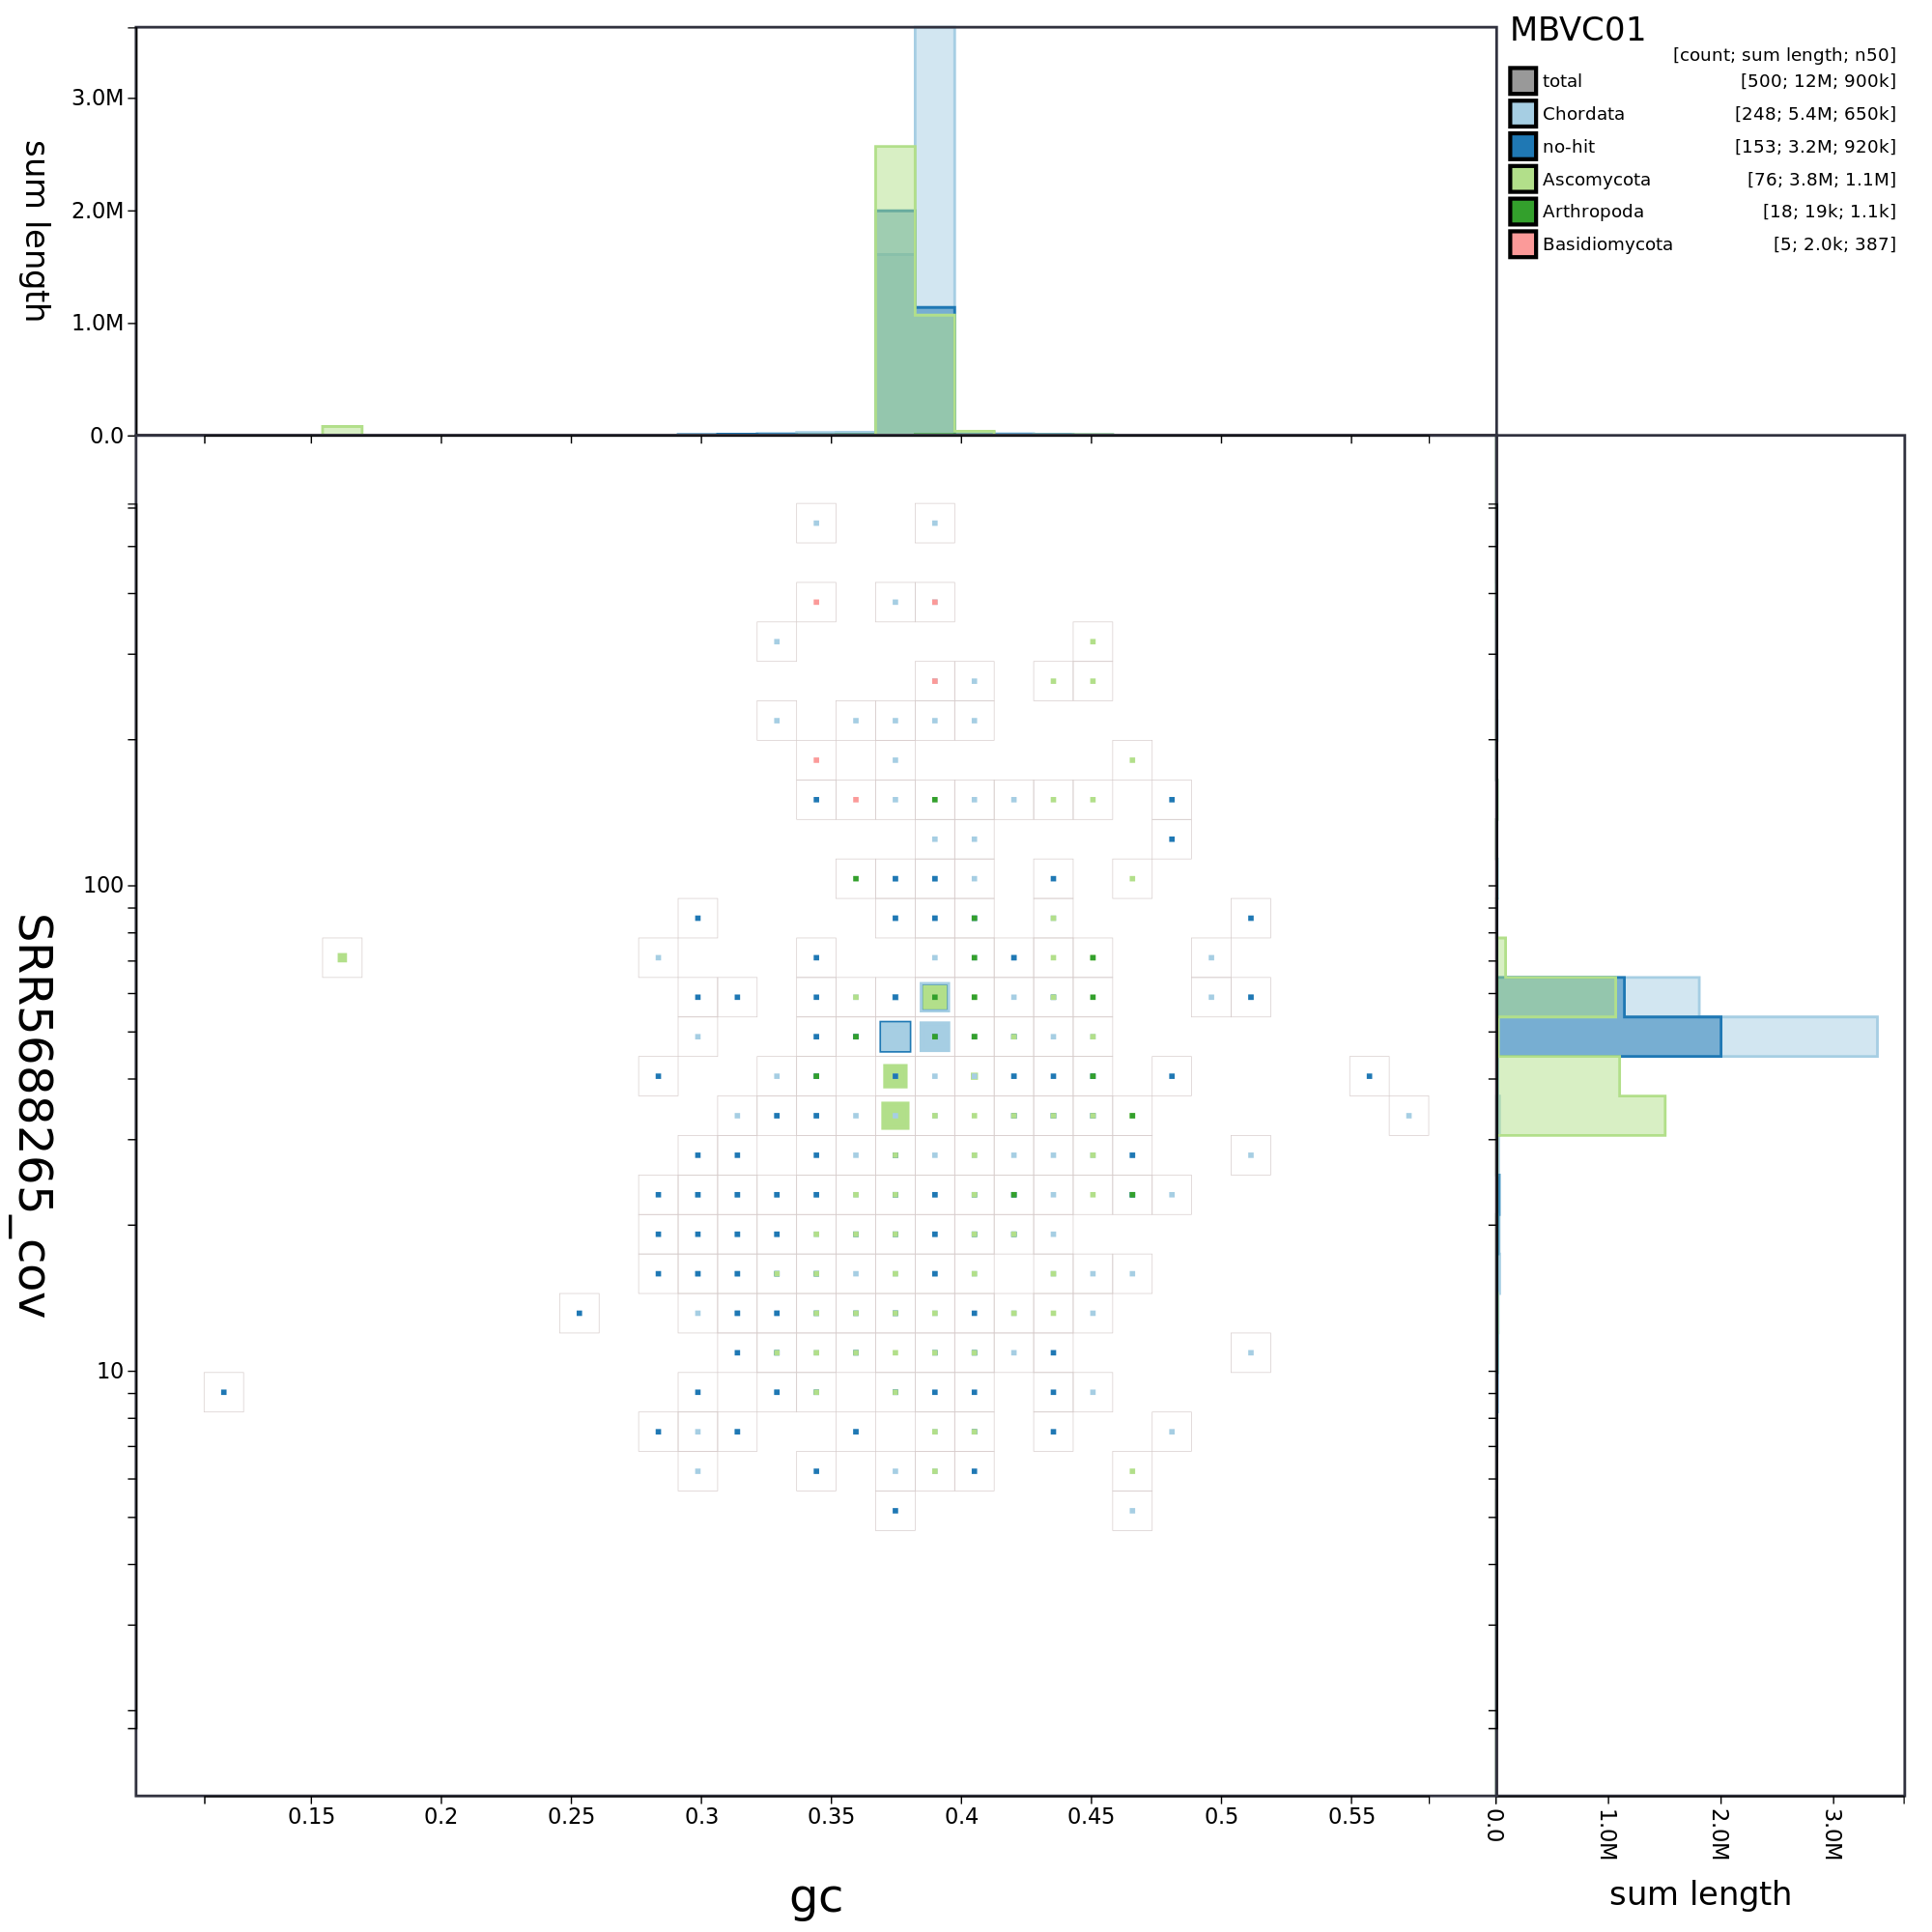 MBVC01
[count; sum length; n50]
total [500; 12M; 900k]
Chordata [248; 5.4M; 650k]
no-hit [153; 3.2M; 920k]
Ascomycota [76; 3.8M; 1.1M]
Arthropoda [18; 19k; 1.1k]
Basidiomycota [5; 2.0k; 387]
sum length
3.0M
2.0M
1.0M
0.0
SRR5688265_cov
100
10
0.15 0.2 0.25 0.3 0.35 0.4 0.45 0.5 0.55
gc
0.0 1.0M 2.0M 3.0M
sum length